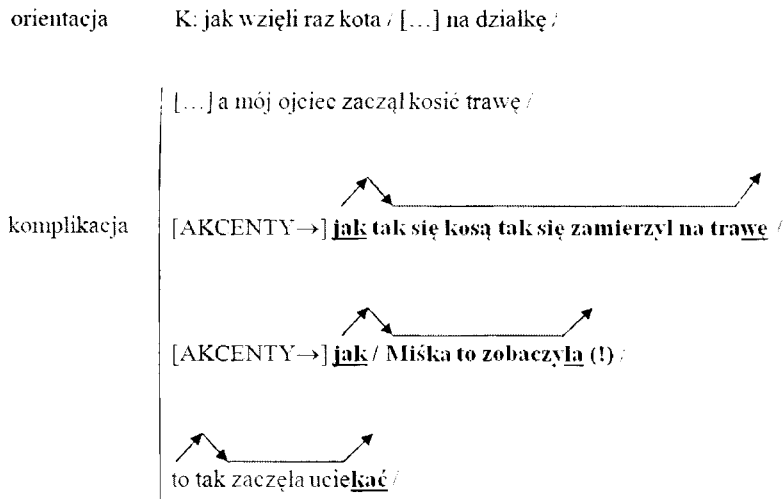 orientacja K: jak wzięli raz kota / […] na działkę /
[…] a mój ojciec zaczął kosić trawę /
komplikacja [AKCENTY→] jak tak się kosą tak się zamierzył na trawę /
[AKCENTY→] jak / Miśka to zobaczyła (!) /
to tak zaczęła uciekać /